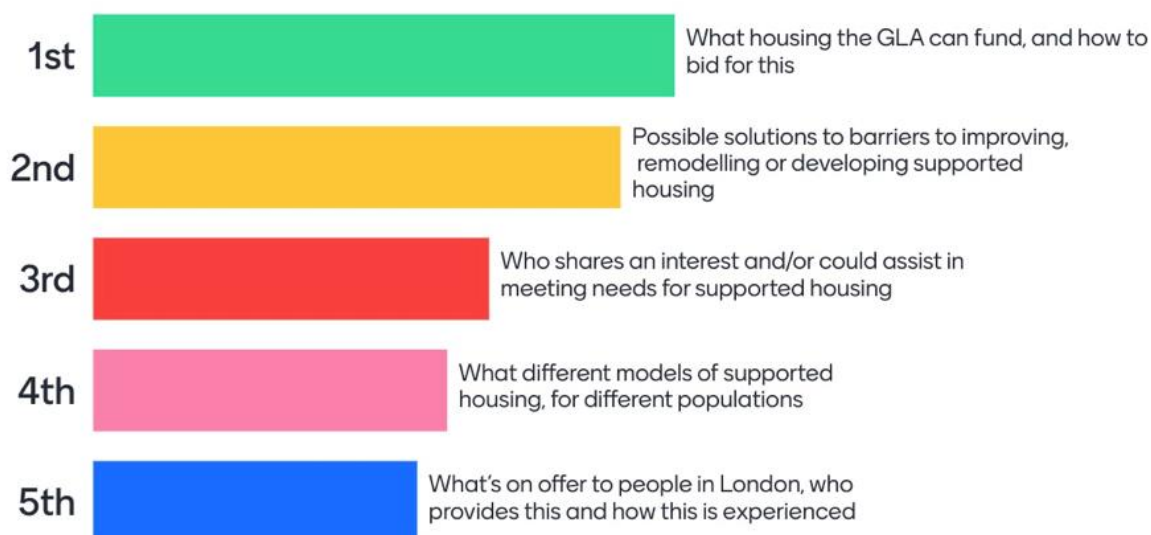 1st
What housing the GLA can fund, and how to
bid for this
2nd
Possible solutions to barriers to improving,
remodelling or developing supported
housing
3rd
Who shares an interest and/or could assist in
meeting needs for supported housing
4th
What different models of supported
housing, for different populations
5th
What's on offer to people in London, who
provides this and how this is experienced